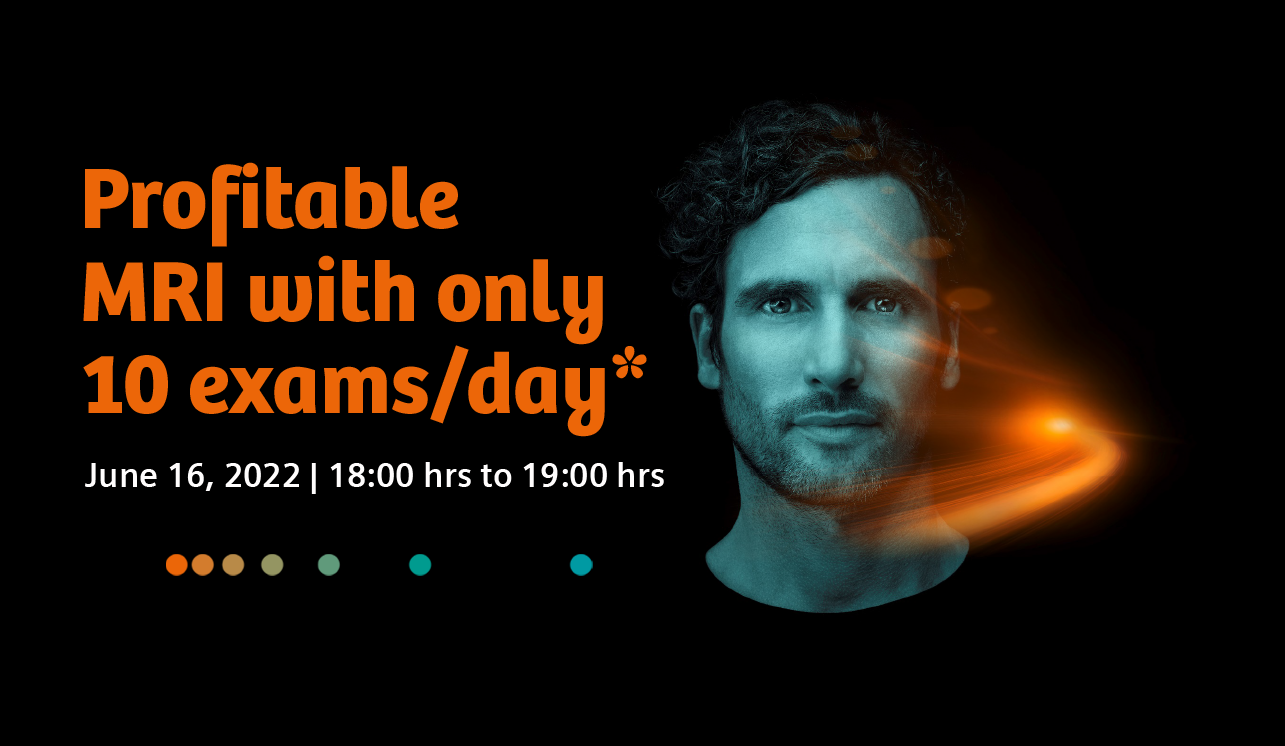 Profitable
MRI with only
10 exams/day*
June 16, 2022 | 18:00 hrs to 19:00 hrs